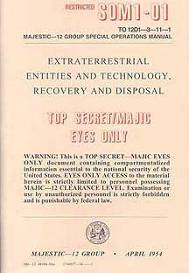 RESTRICTED
SOM1-01
TO 12D1-3-11-1
MAJESTIC-12 GROUP SPECIAL OPERATIONS MANUAL
EXTRATERRESTRIAL
ENTITIES AND TECHNOLOGY,
RECOVERY AND DISPOSAL
TOP SECRET/MAJIC
EYES ONLY
WARNING! This is a TOP SECRET—MAJIC EYES
ONLY document containing compartmentalized
information essential to the national security of the
United States. EYES ONLY ACCESS to the material
herein is strictly limited to personnel possessing
MAJIC—12 CLEARANCE LEVEL. Examination or
use by unauthorized personnel is strictly forbidden
and is punishable by federal law.
MAJESTIC—12 GROUP • APRIL 1954